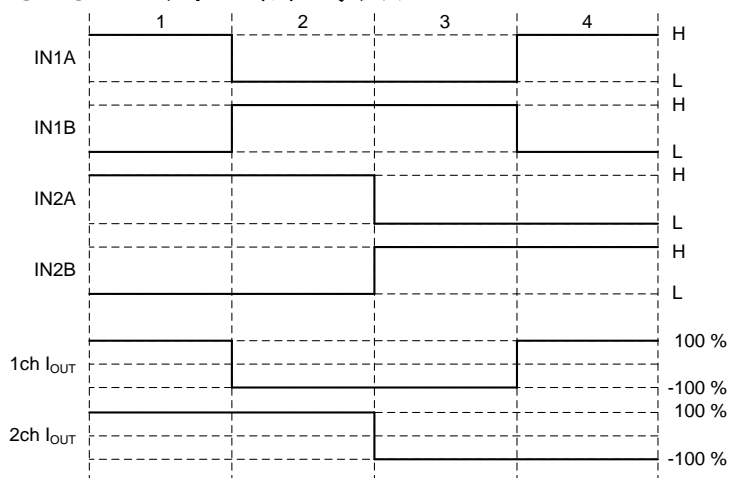 1 2 3 4
H
IN1A
L
H
IN1B
L
H
IN2A
L
H
IN2B
L
100 %
1ch IOUT
-100 %
100 %
2ch IOUT
-100 %